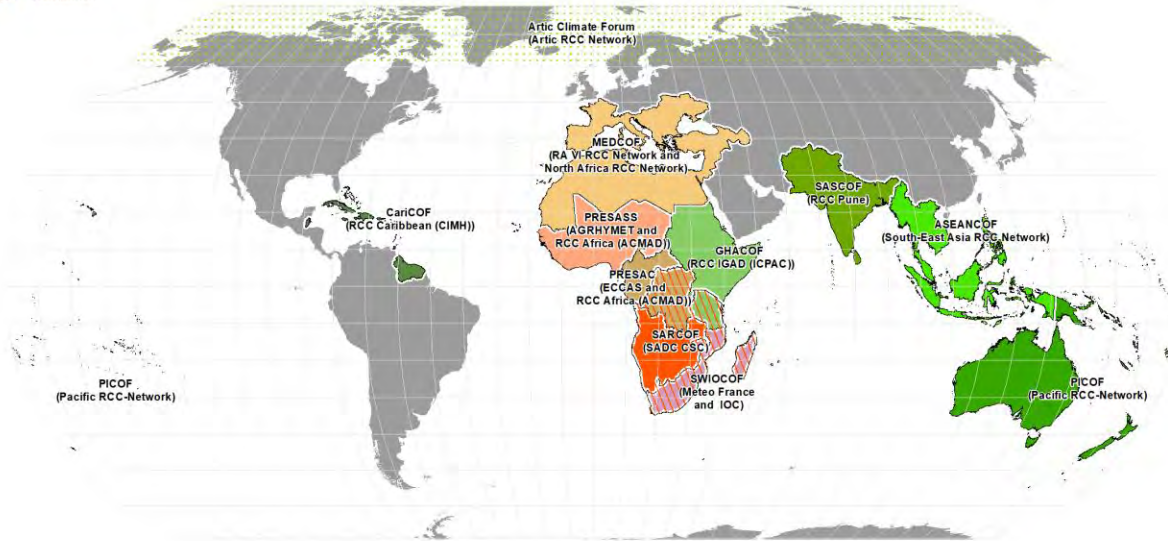 Artic Climate Forum
(Artic RCC Network)
MEDCOF
(RA VI-RCC Network and
North Africa RCC Network)
CariCOF
(RCC Caribbean (CIMH))
PRESASS
(AGRHYMET and
RCC Africa (ACMAD))
SASCOF
(RCC Pune)
ASEANCOF
(South-East Asia RCC Network)
GHACOF
(RCC IGAD (ICPAC))
PRESAC
(ECCAS and
RCC Africa (ACMAD))
SARCOF
(SADC CSC)
SWIOCOF
(Meteo France
and IOC)
PICOF
(Pacific RCC-Network)
PICOF
(Pacific RCC-Network)